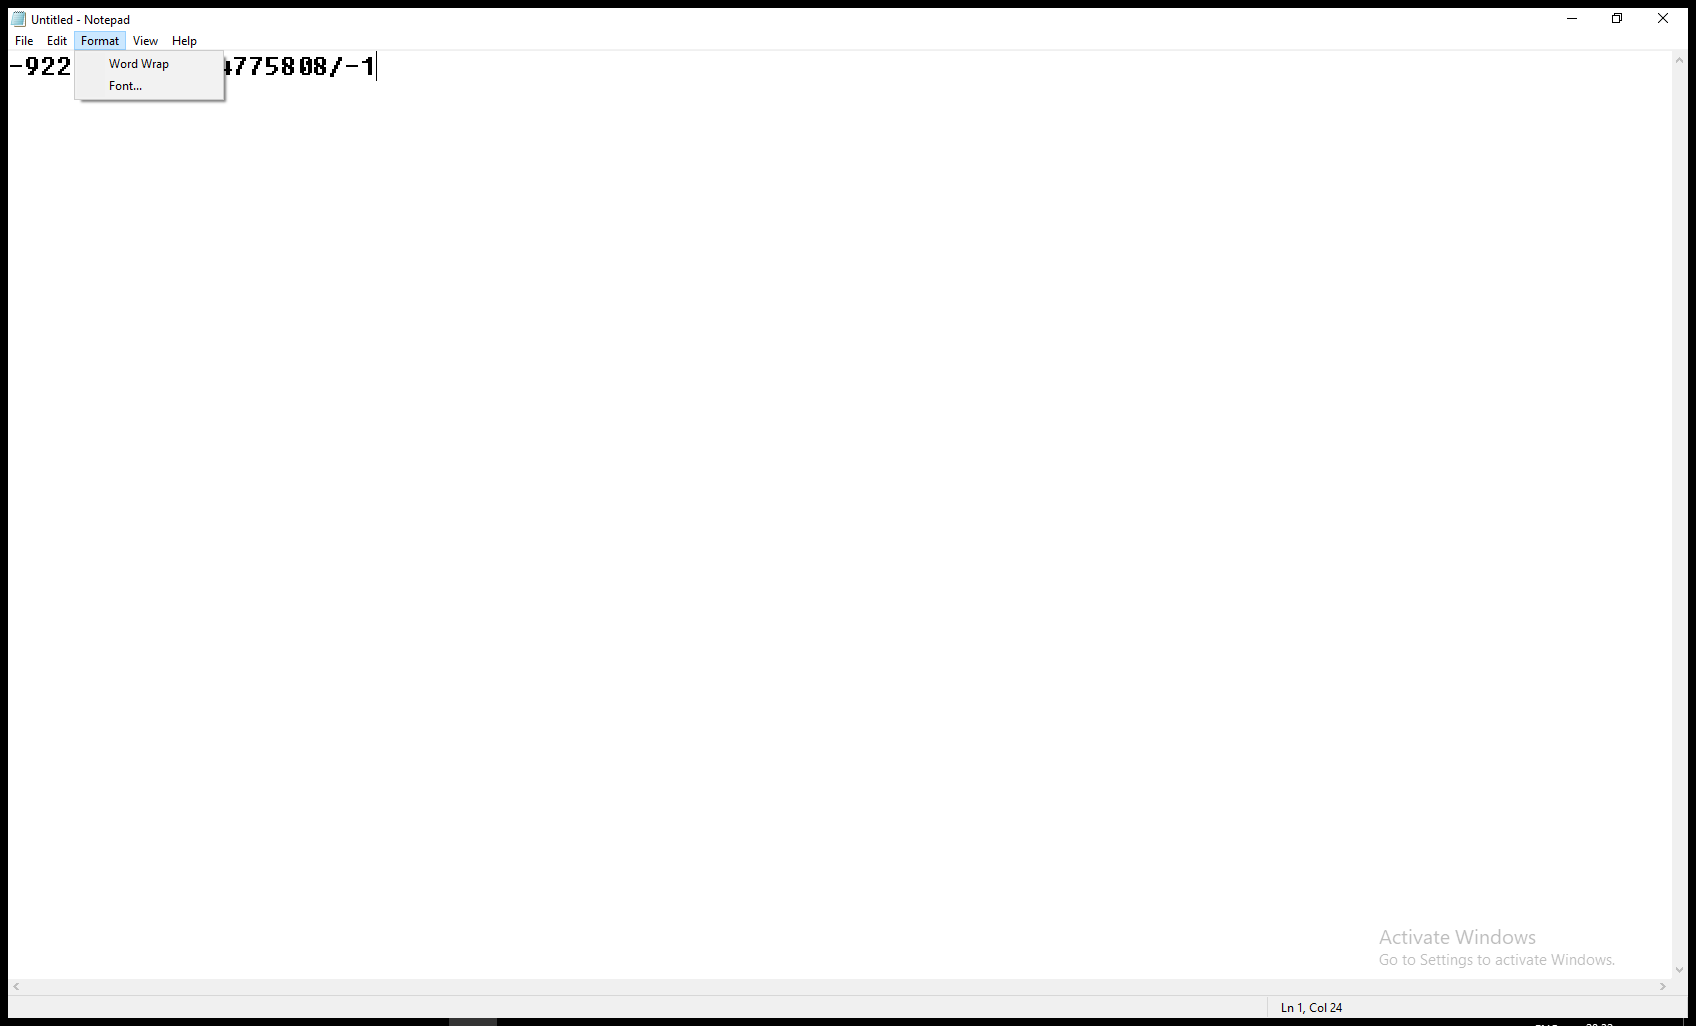 Untitled - Notepad
File Edit Format View Help
-922 4775808/-1
Word Wrap
Font...
Activate Windows
Go to Settings to activate Windows.
Ln 1, Col 24